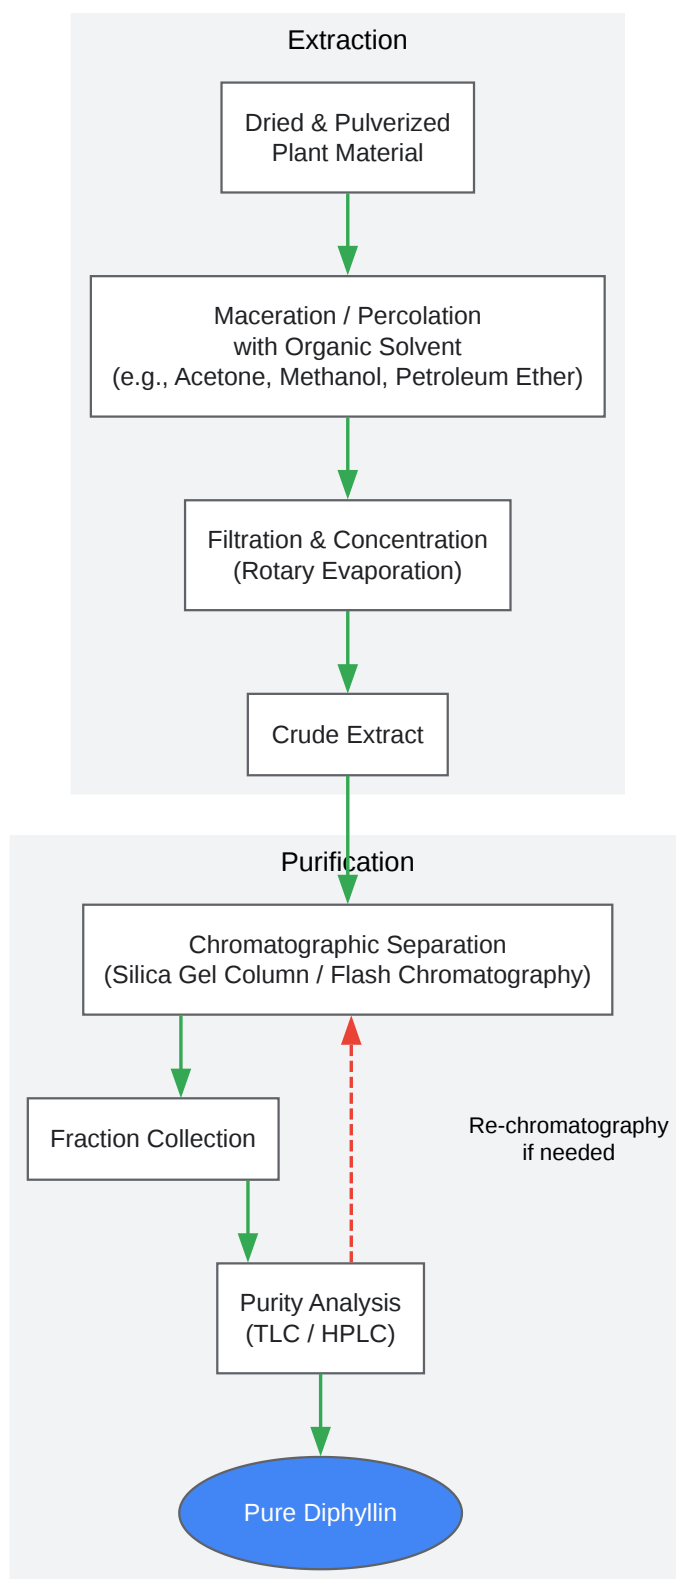 Extraction
Dried & Pulverized
Plant Material
Maceration / Percolation
with Organic Solvent
(e.g., Acetone, Methanol, Petroleum Ether)
Filtration & Concentration
(Rotary Evaporation)
Crude Extract
Purification
Chromatographic Separation
(Silica Gel Column / Flash Chromatography)
Fraction Collection
Re-chromatography
if needed
Purity Analysis
(TLC / HPLC)
Pure Diphyllin